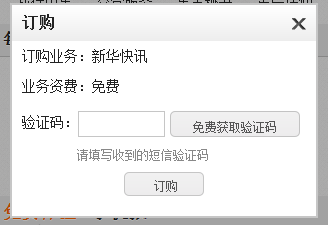 订购
订购业务：新华快讯
业务资费：免费
验证码： 免费获取验证码
请填写收到的短信验证码
订购